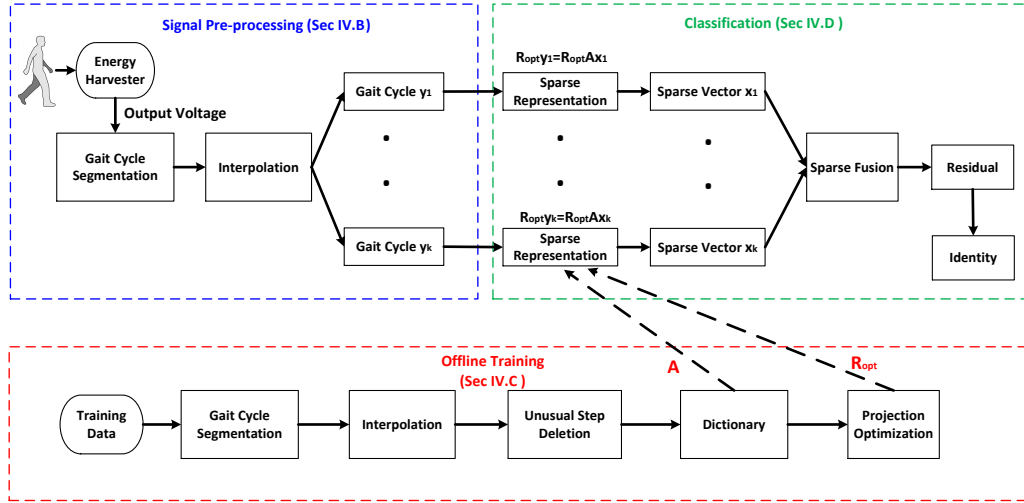 Signal Pre-processing (Sec IV.B)
Energy
Harvester
Output Voltage
Gait Cycle
Segmentation
Interpolation
Gait Cycle y1
Gait Cycle yk
Classification (Sec IV.D)
Ropty1=RoptAx1
Sparse
Representation
Sparse Vector x1
Roptyk=RoptAxk
Sparse
Representation
Sparse Vector xk
Sparse Fusion
Residual
Identity
Offline Training
(Sec IV.C )
A
Ropt
Training
Data
Gait Cycle
Segmentation
Interpolation
Unusual Step
Deletion
Dictionary
Projection
Optimization